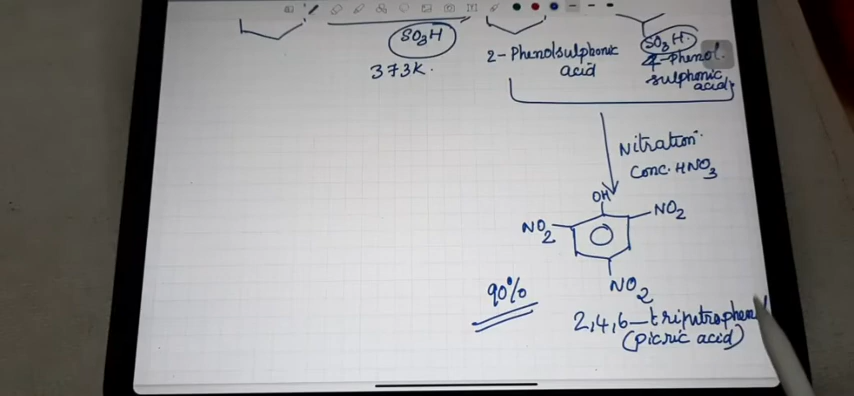 SO3H
373K.
2-Phenolsulphonic
acid
SO3H.
4-Phenol.
sulphonic
acid
Nitration.
Conc. HNO3
OH
NO2
NO2
NO2
90%
2,4,6-trinitrophenol
(picric acid)